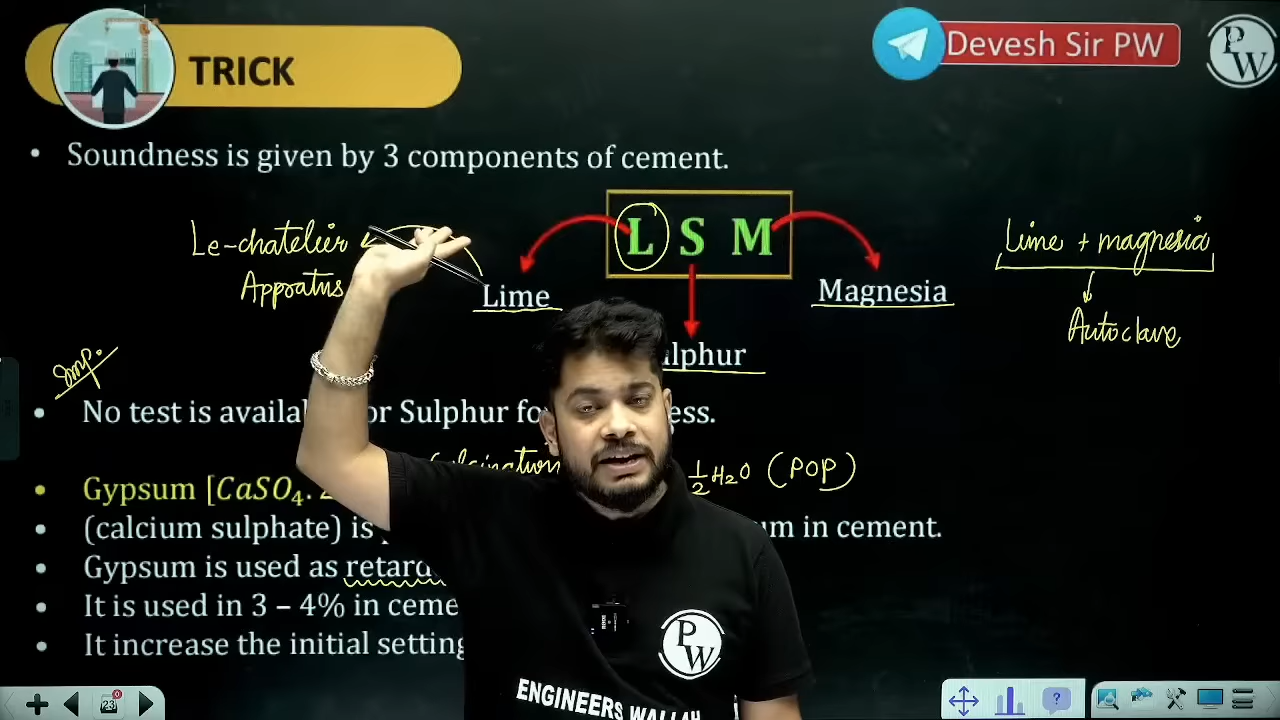 TRICK
Devesh Sir PW
PW
• Soundness is given by 3 components of cement.
L S M
Le-chatelier
Appratus
Lime
Magnesia
Lime + magnesia
Autoclave
Imp.
• No test is availa or Sulphur fo ess.
½H₂O (POP)
• Gypsum [CaSO₄.
• (calcium sulphate) is um in cement.
• Gypsum is used as retard
• It is used in 3 – 4% in ceme
• It increase the initial setting
PW
ENGINEERS WALLAH
23
0
?